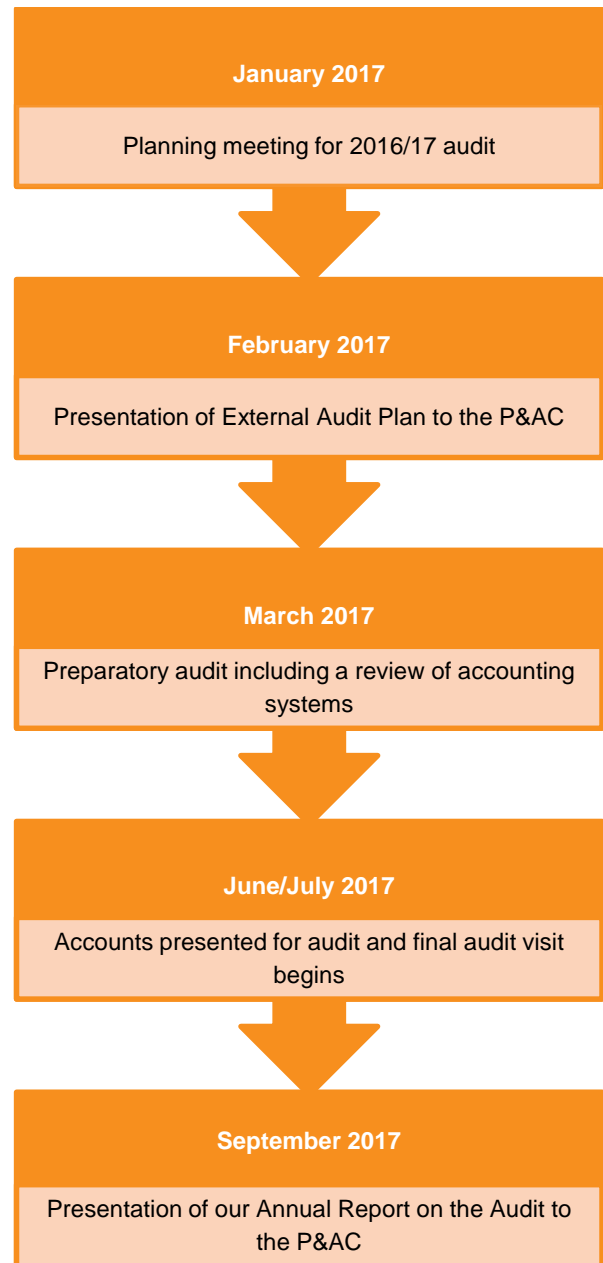 January 2017
Planning meeting for 2016/17 audit
February 2017
Presentation of External Audit Plan to the P&AC
March 2017
Preparatory audit including a review of accounting
systems
June/July 2017
Accounts presented for audit and final audit visit
begins
September 2017
Presentation of our Annual Report on the Audit to
the P&AC